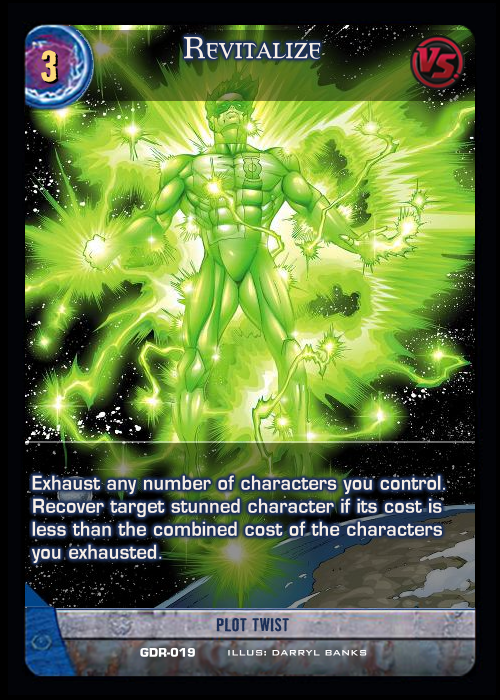 3
Revitalize
VS
Exhaust any number of characters you control.
Recover target stunned character if its cost is
less than the combined cost of the characters
you exhausted.
PLOT TWIST
GDR-019 ILLUS: DARRYL BANKS